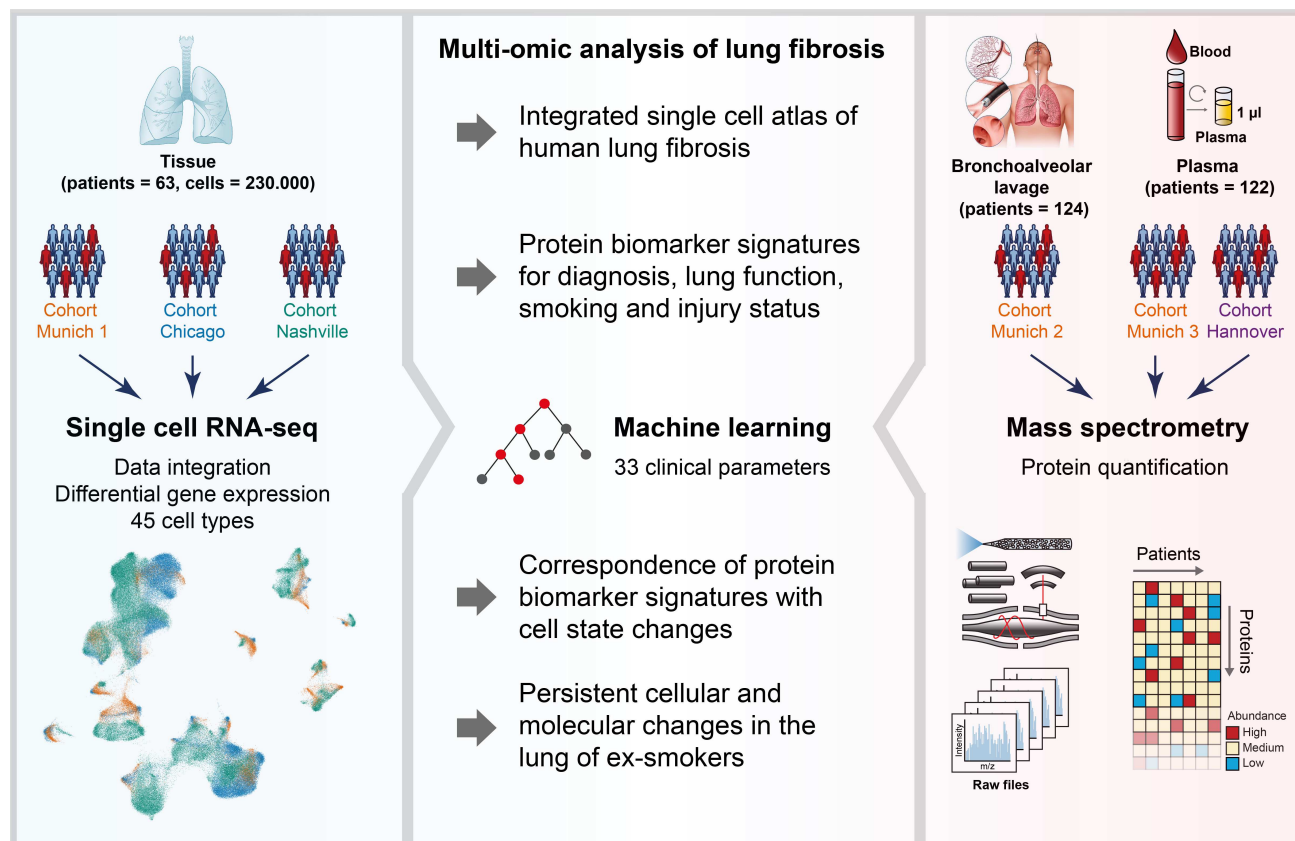 Tissue
(patients = 63, cells = 230.000)
Cohort
Munich 1
Cohort
Chicago
Cohort
Nashville
Single cell RNA-seq
Data integration
Differential gene expression
45 cell types
Multi-omic analysis of lung fibrosis
Integrated single cell atlas of
human lung fibrosis
Protein biomarker signatures
for diagnosis, lung function,
smoking and injury status
Machine learning
33 clinical parameters
Correspondence of protein
biomarker signatures with
cell state changes
Persistent cellular and
molecular changes in the
lung of ex-smokers
Bronchoalveolar
lavage
(patients = 124)
Blood
1 µl
Plasma
Plasma
(patients = 122)
Cohort
Munich 2
Cohort
Munich 3
Cohort
Hannover
Mass spectrometry
Protein quantification
Intensity
m/z
Raw files
Patients
Proteins
Abundance
High
Medium
Low